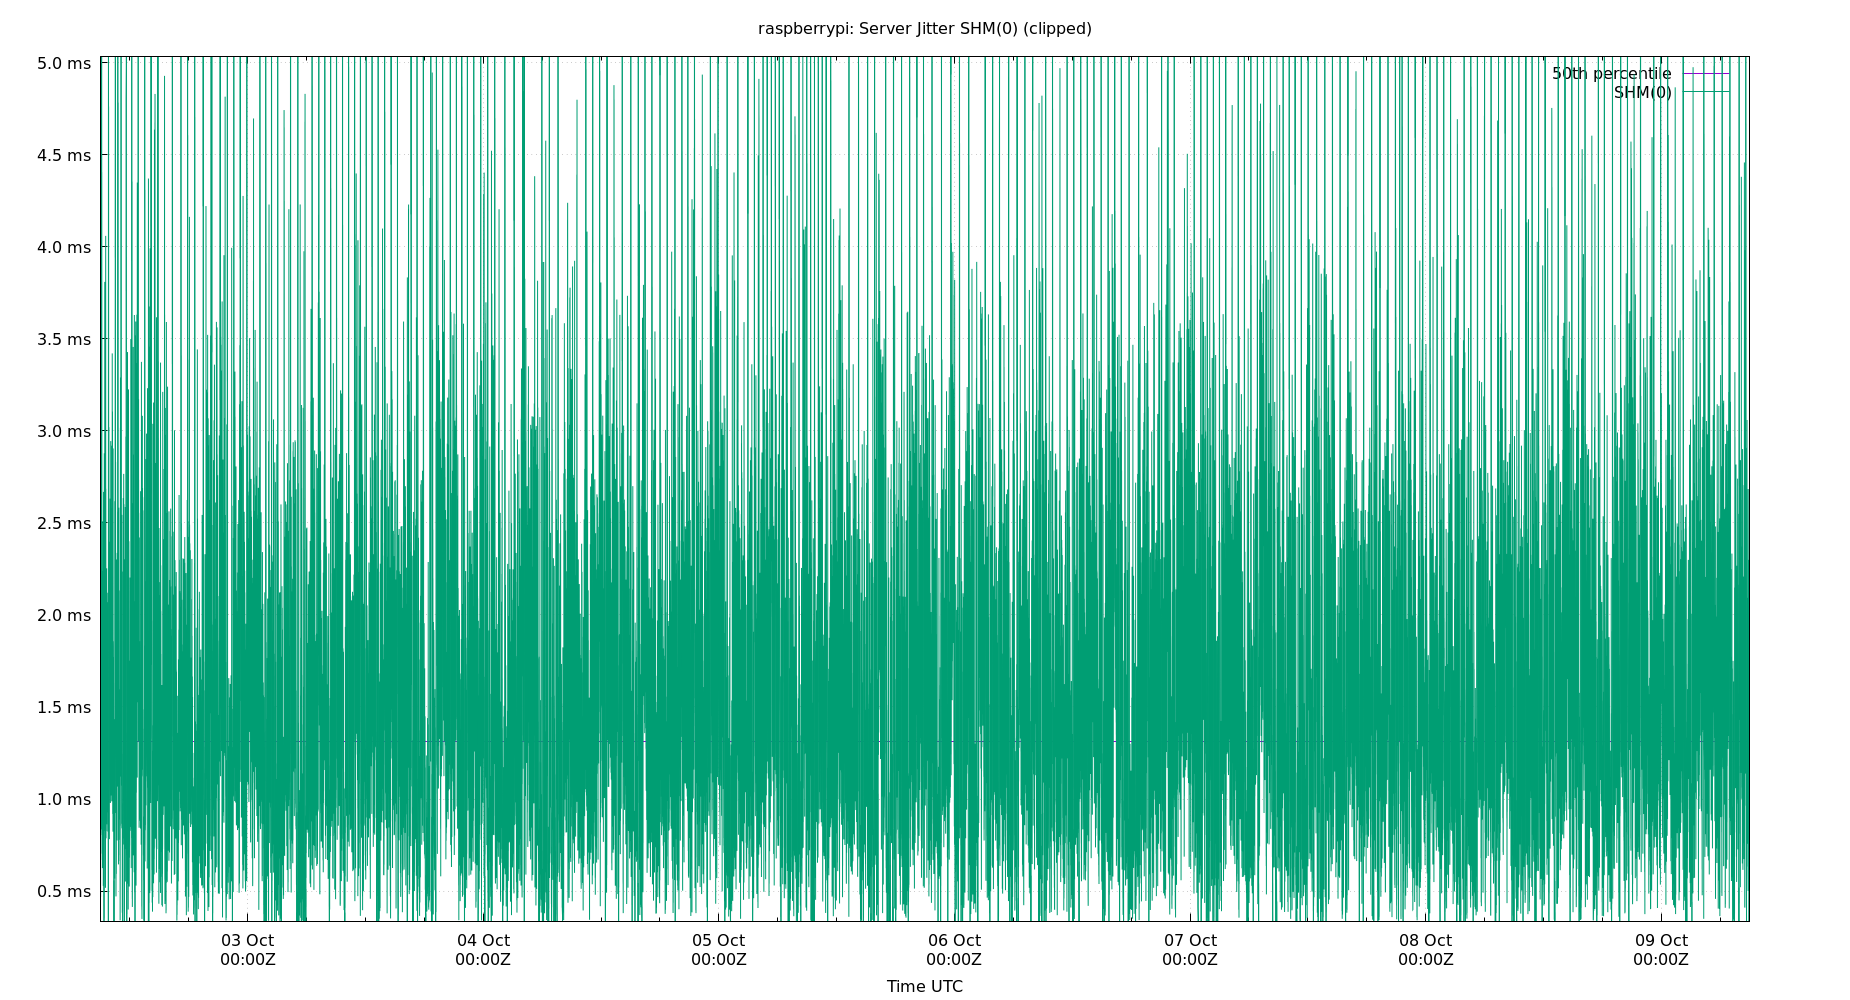 raspberrypi: Server Jitter SHM(0) (clipped)
5.0 ms
50th percentile
SHM(0)
4.5 ms
4.0 ms
3.5 ms
3.0 ms
2.5 ms
2.0 ms
1.5 ms
1.0 ms
0.5 ms
03 Oct 04 Oct 05 Oct 06 Oct 07 Oct 08 Oct 09 Oct
00:00Z 00:00Z 00:00Z 00:00Z 00:00Z 00:00Z 00:00Z
Time UTC